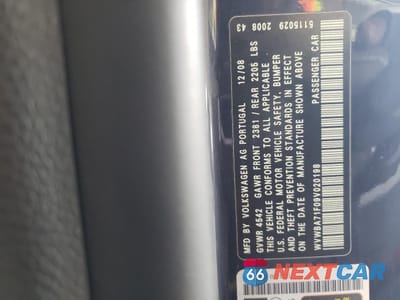 MFD BY VOLKSWAGEN AG PORTUGAL 12/08 6115029 2008 43
GVWR 4542 GAWR FRONT 2381 / REAR 2205 LBS
THIS VEHICLE CONFORMS TO ALL APPLICABLE
U.S. FEDERAL MOTOR VEHICLE SAFETY, BUMPER
AND THEFT PREVENTION STANDARDS IN EFFECT
ON THE DATE OF MANUFACTURE SHOWN ABOVE
WVWBA71F09V020198 PASSENGER CAR
66 NEXTCAR